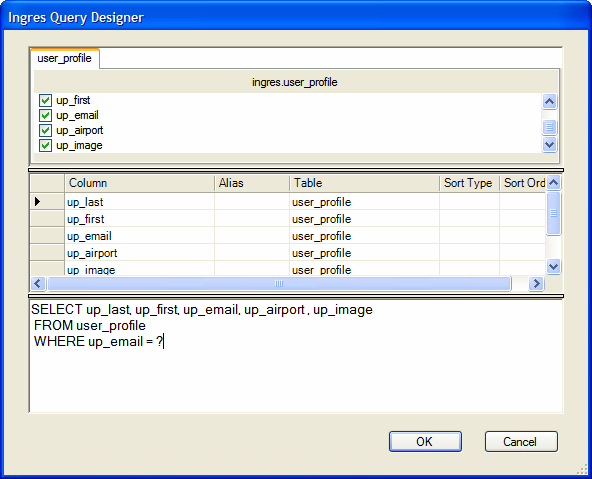 Ingres Query Designer
user_profile
ingres.user_profile
up_first
up_email
up_airport
up_image
Column Alias Table Sort Type Sort Ord
up_last user_profile
up_first user_profile
up_email user_profile
up_airport user_profile
up_image user_profile
SELECT up_last, up_first, up_email, up_airport , up_image
FROM user_profile
WHERE up_email = ?
OK Cancel